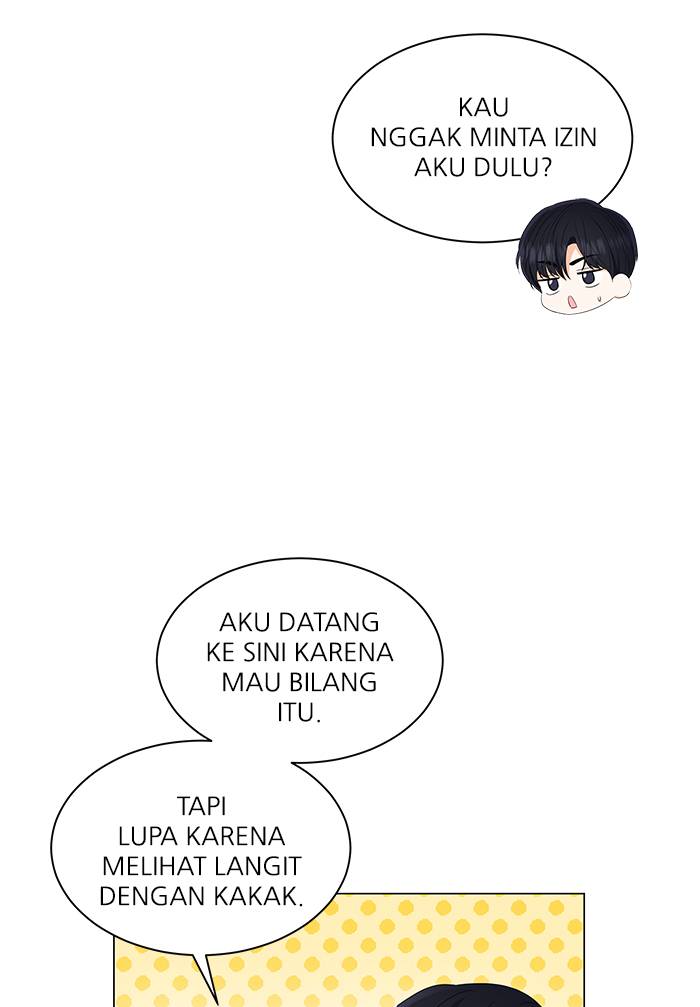 KAU
NGGAK MINTA IZIN
AKU DULU?
AKU DATANG
KE SINI KARENA
MAU BILANG
ITU.
TAPI
LUPA KARENA
MELIHAT LANGIT
DENGAN KAKAK.